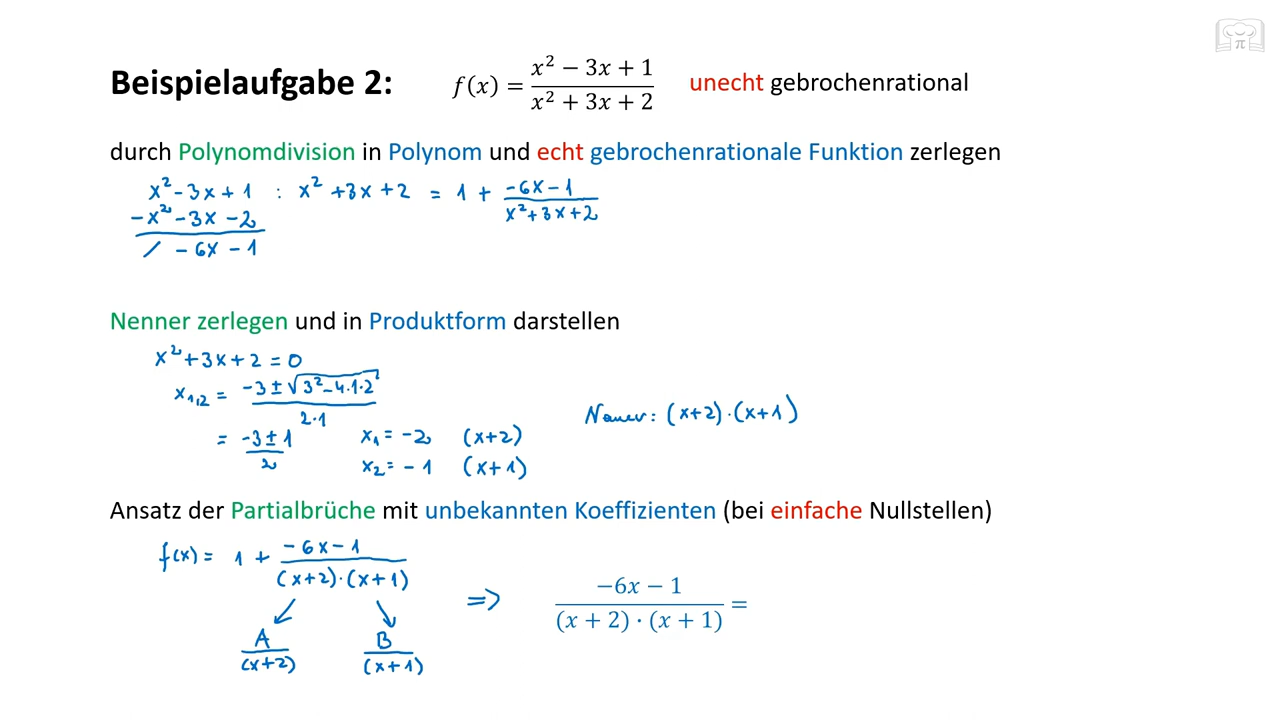 Beispielaufgabe 2: f(x) = (x² − 3x + 1)/(x² + 3x + 2) unecht gebrochenrational
durch Polynomdivision in Polynom und echt gebrochenrationale Funktion zerlegen
x² - 3x + 1 : x² + 3x + 2 = 1 + (-6x - 1)/(x² + 3x + 2)
-x² - 3x - 2
/ - 6x - 1
Nenner zerlegen und in Produktform darstellen
x² + 3x + 2 = 0
x₁,₂ = (-3 ± √(3² - 4·1·2))/(2·1)
Nenner: (x+2)·(x+1)
= (-3 ± 1)/2 x₁ = -2 (x+2)
x₂ = -1 (x+1)
Ansatz der Partialbrüche mit unbekannten Koeffizienten (bei einfache Nullstellen)
f(x) = 1 + (-6x - 1)/((x+2)·(x+1))
=> (−6x − 1)/((x + 2) · (x + 1)) =
A/(x+2) B/(x+1)
π